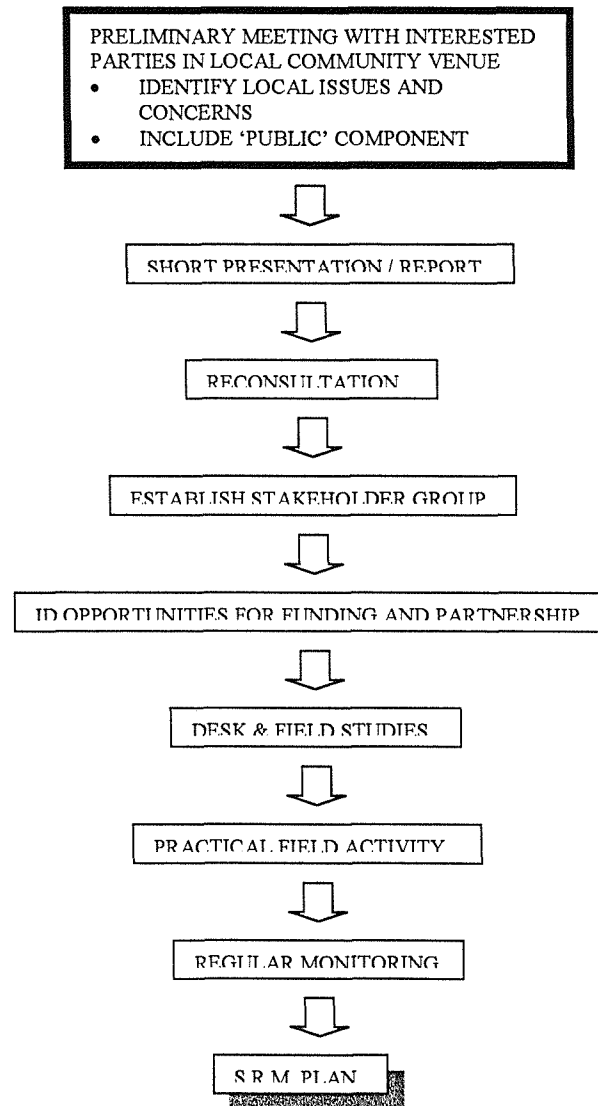 PRELIMINARY MEETING WITH INTERESTED
PARTIES IN LOCAL COMMUNITY VENUE
• IDENTIFY LOCAL ISSUES AND
CONCERNS
• INCLUDE ‘PUBLIC’ COMPONENT
SHORT PRESENTATION / REPORT
RECONSULTATION
ESTABLISH STAKEHOLDER GROUP
ID OPPORTUNITIES FOR FUNDING AND PARTNERSHIP
DESK & FIELD STUDIES
PRACTICAL FIELD ACTIVITY
REGULAR MONITORING
S.R.M. PLAN